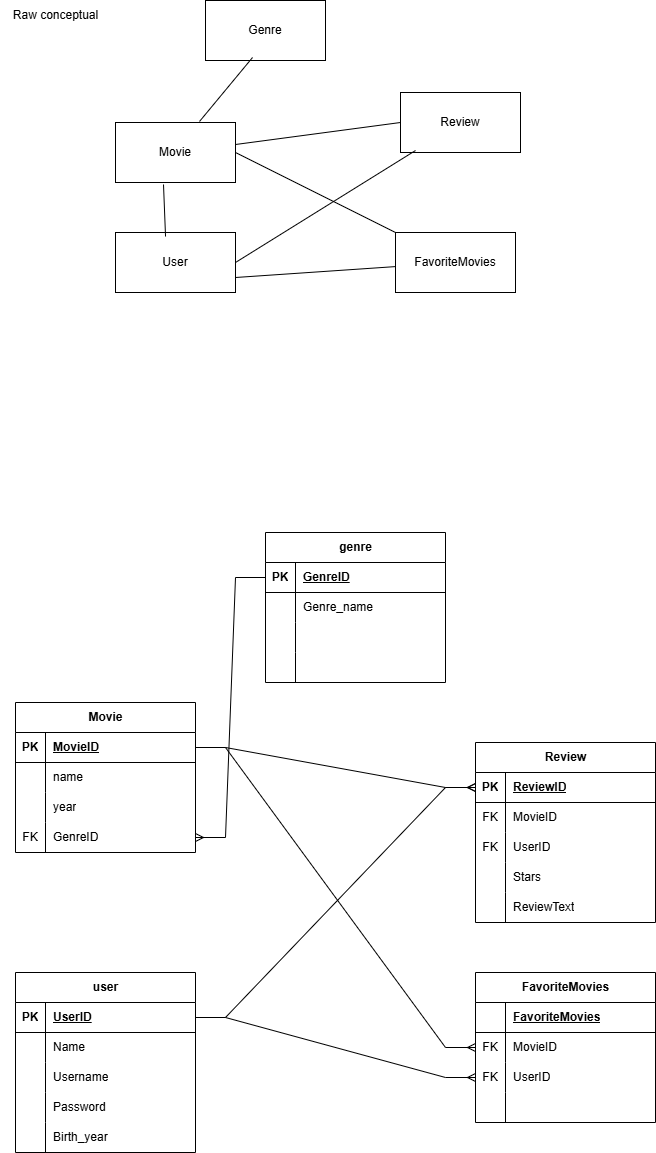 Raw conceptual
Genre
Review
Movie
User
FavoriteMovies
genre
PK GenreID
Genre_name
Movie
PK MovieID
name
year
FK GenreID
Review
PK ReviewID
FK MovieID
FK UserID
Stars
ReviewText
user
PK UserID
Name
Username
Password
Birth_year
FavoriteMovies
FavoriteMovies
FK MovieID
FK UserID